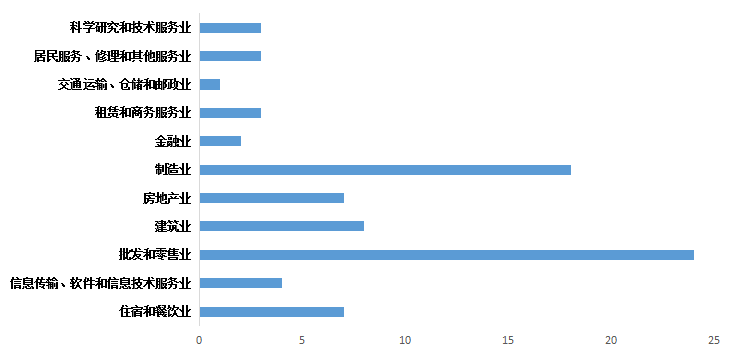 科学研究和技术服务业
居民服务、修理和其他服务业
交通运输、仓储和邮政业
租赁和商务服务业
金融业
制造业
房地产业
建筑业
批发和零售业
信息传输、软件和信息技术服务业
住宿和餐饮业
0 5 10 15 20 25